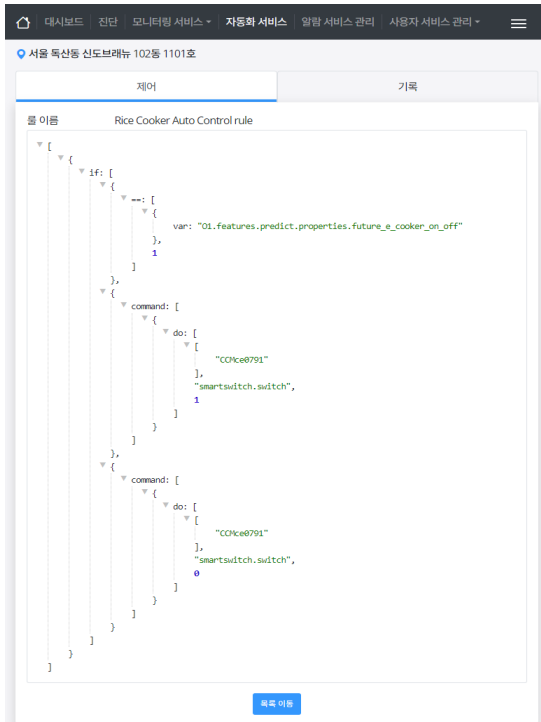 대시보드 진단 모니터링 서비스 자동화 서비스 알람 서비스 관리 사용자 서비스 관리
서울 독산동 신도브래뉴 102동 1101호
제어 기록
룰 이름 Rice Cooker Auto Control rule
[
{
if: [
{
==: [
{
var: "O1.features.predict.properties.future_e_cooker_on_off"
},
1
]
},
{
command: [
{
do: [
[
"CCMce0791"
],
"smartswitch.switch",
1
]
}
]
},
{
command: [
{
do: [
[
"CCMce0791"
],
"smartswitch.switch",
0
]
}
]
}
]
}
]
목록 이동